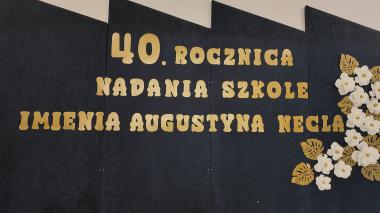 40. ROCZNICA
NADANIA SZKOLE
IMIENIA AUGUSTYNA NECLA